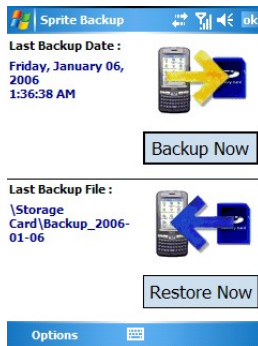 Sprite Backup ok
Last Backup Date :
Friday, January 06,
2006
1:36:38 AM
Backup Now
Last Backup File :
\Storage
Card\Backup_2006-
01-06
Restore Now
Options